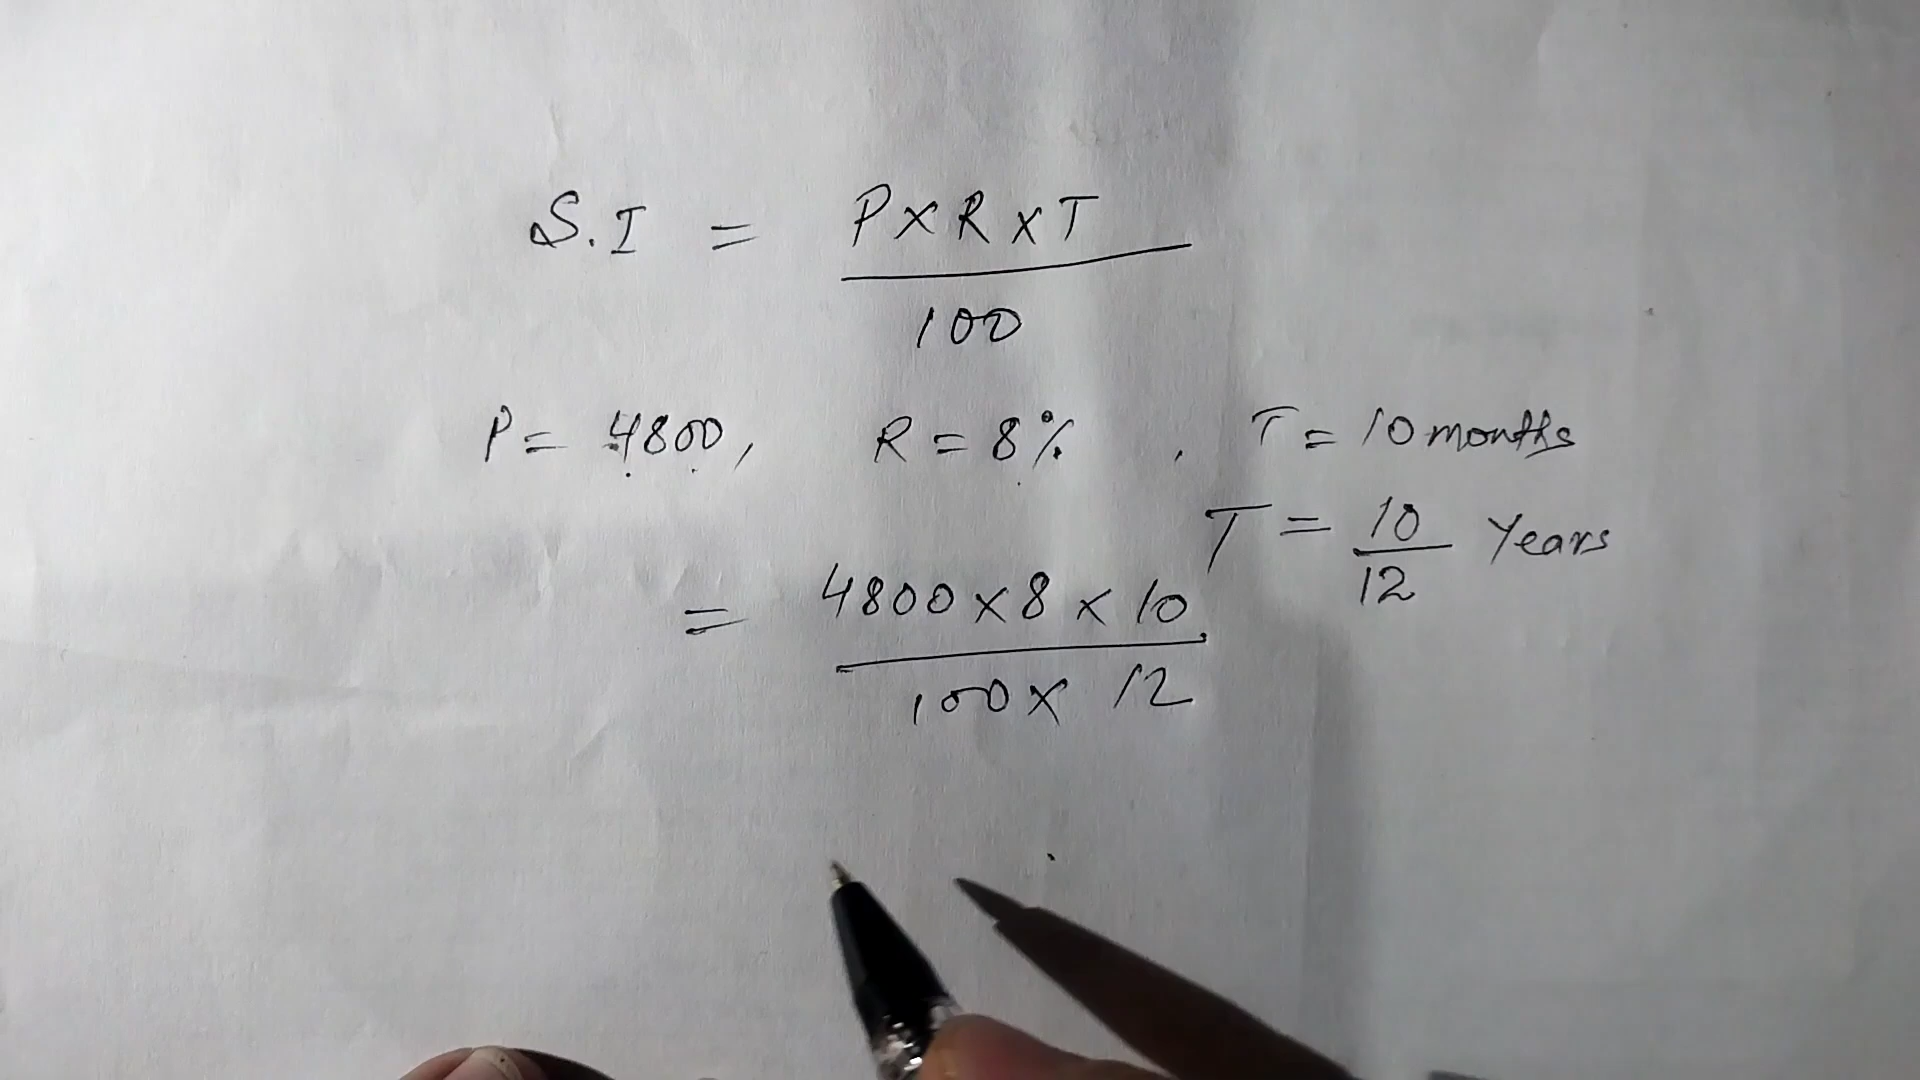 S.I = P×R×T
100
P = 4800, R = 8% , T = 10 months
T = 10 Years
12
= 4800 × 8 × 10
100 × 12